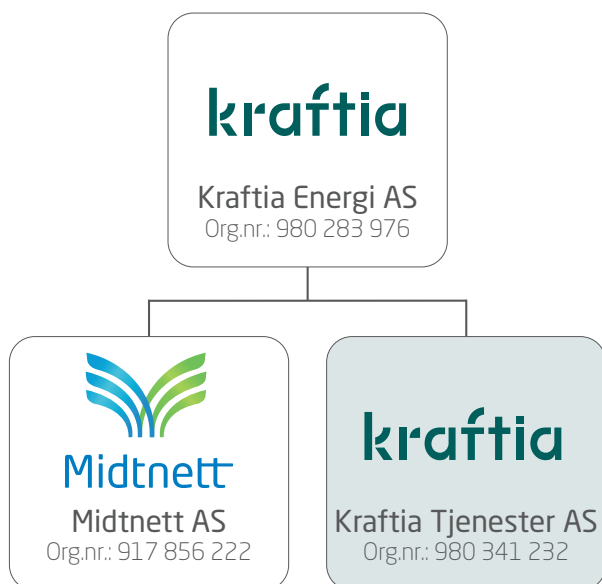 kraftia
Kraftia Energi AS
Org.nr.: 980 283 976
Midtnett
Midtnett AS
Org.nr.: 917 856 222
kraftia
Kraftia Tjenester AS
Org.nr.: 980 341 232